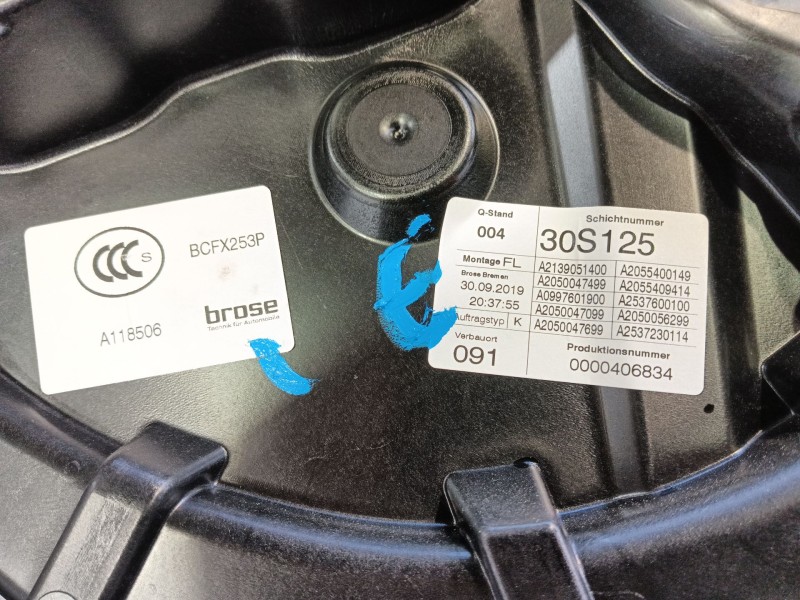 CCC S
BCFX253P
A118506
brose
Technik für Automobile
Q-Stand
004
Schichtnummer
30S125
Montage FL
Brose Bremen
30.09.2019
20:37:55
A2139051400 A2055400149
A2050047499 A2055409414
A0997601900 A2537600100
A2050047099 A2050056299
A2050047699 A2537230114
Auftragstyp K
Verbauort
091
Produktionsnummer
0000406834